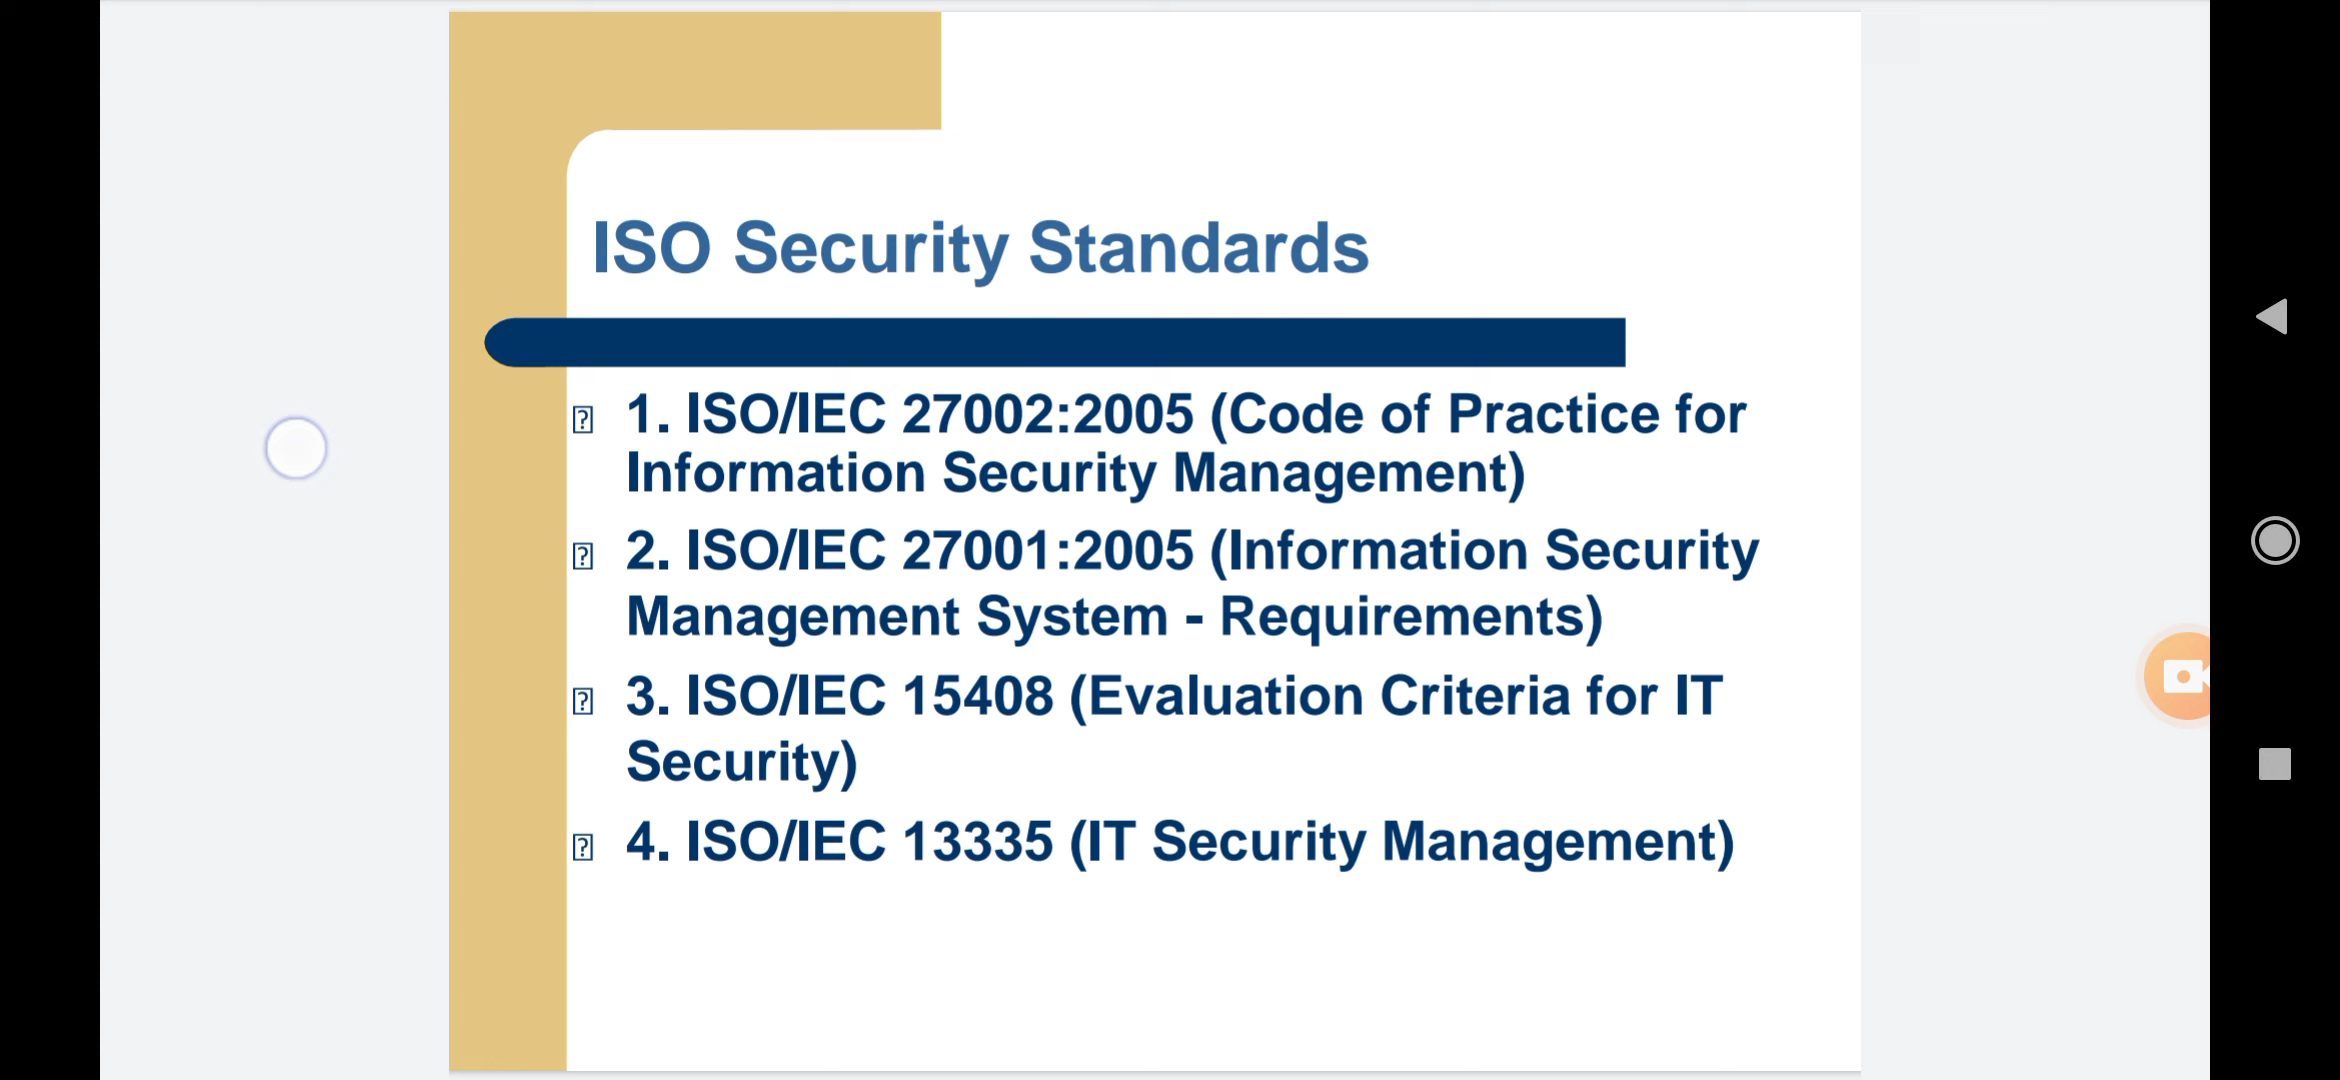 ISO Security Standards
1. ISO/IEC 27002:2005 (Code of Practice for
Information Security Management)
2. ISO/IEC 27001:2005 (Information Security
Management System - Requirements)
3. ISO/IEC 15408 (Evaluation Criteria for IT
Security)
4. ISO/IEC 13335 (IT Security Management)